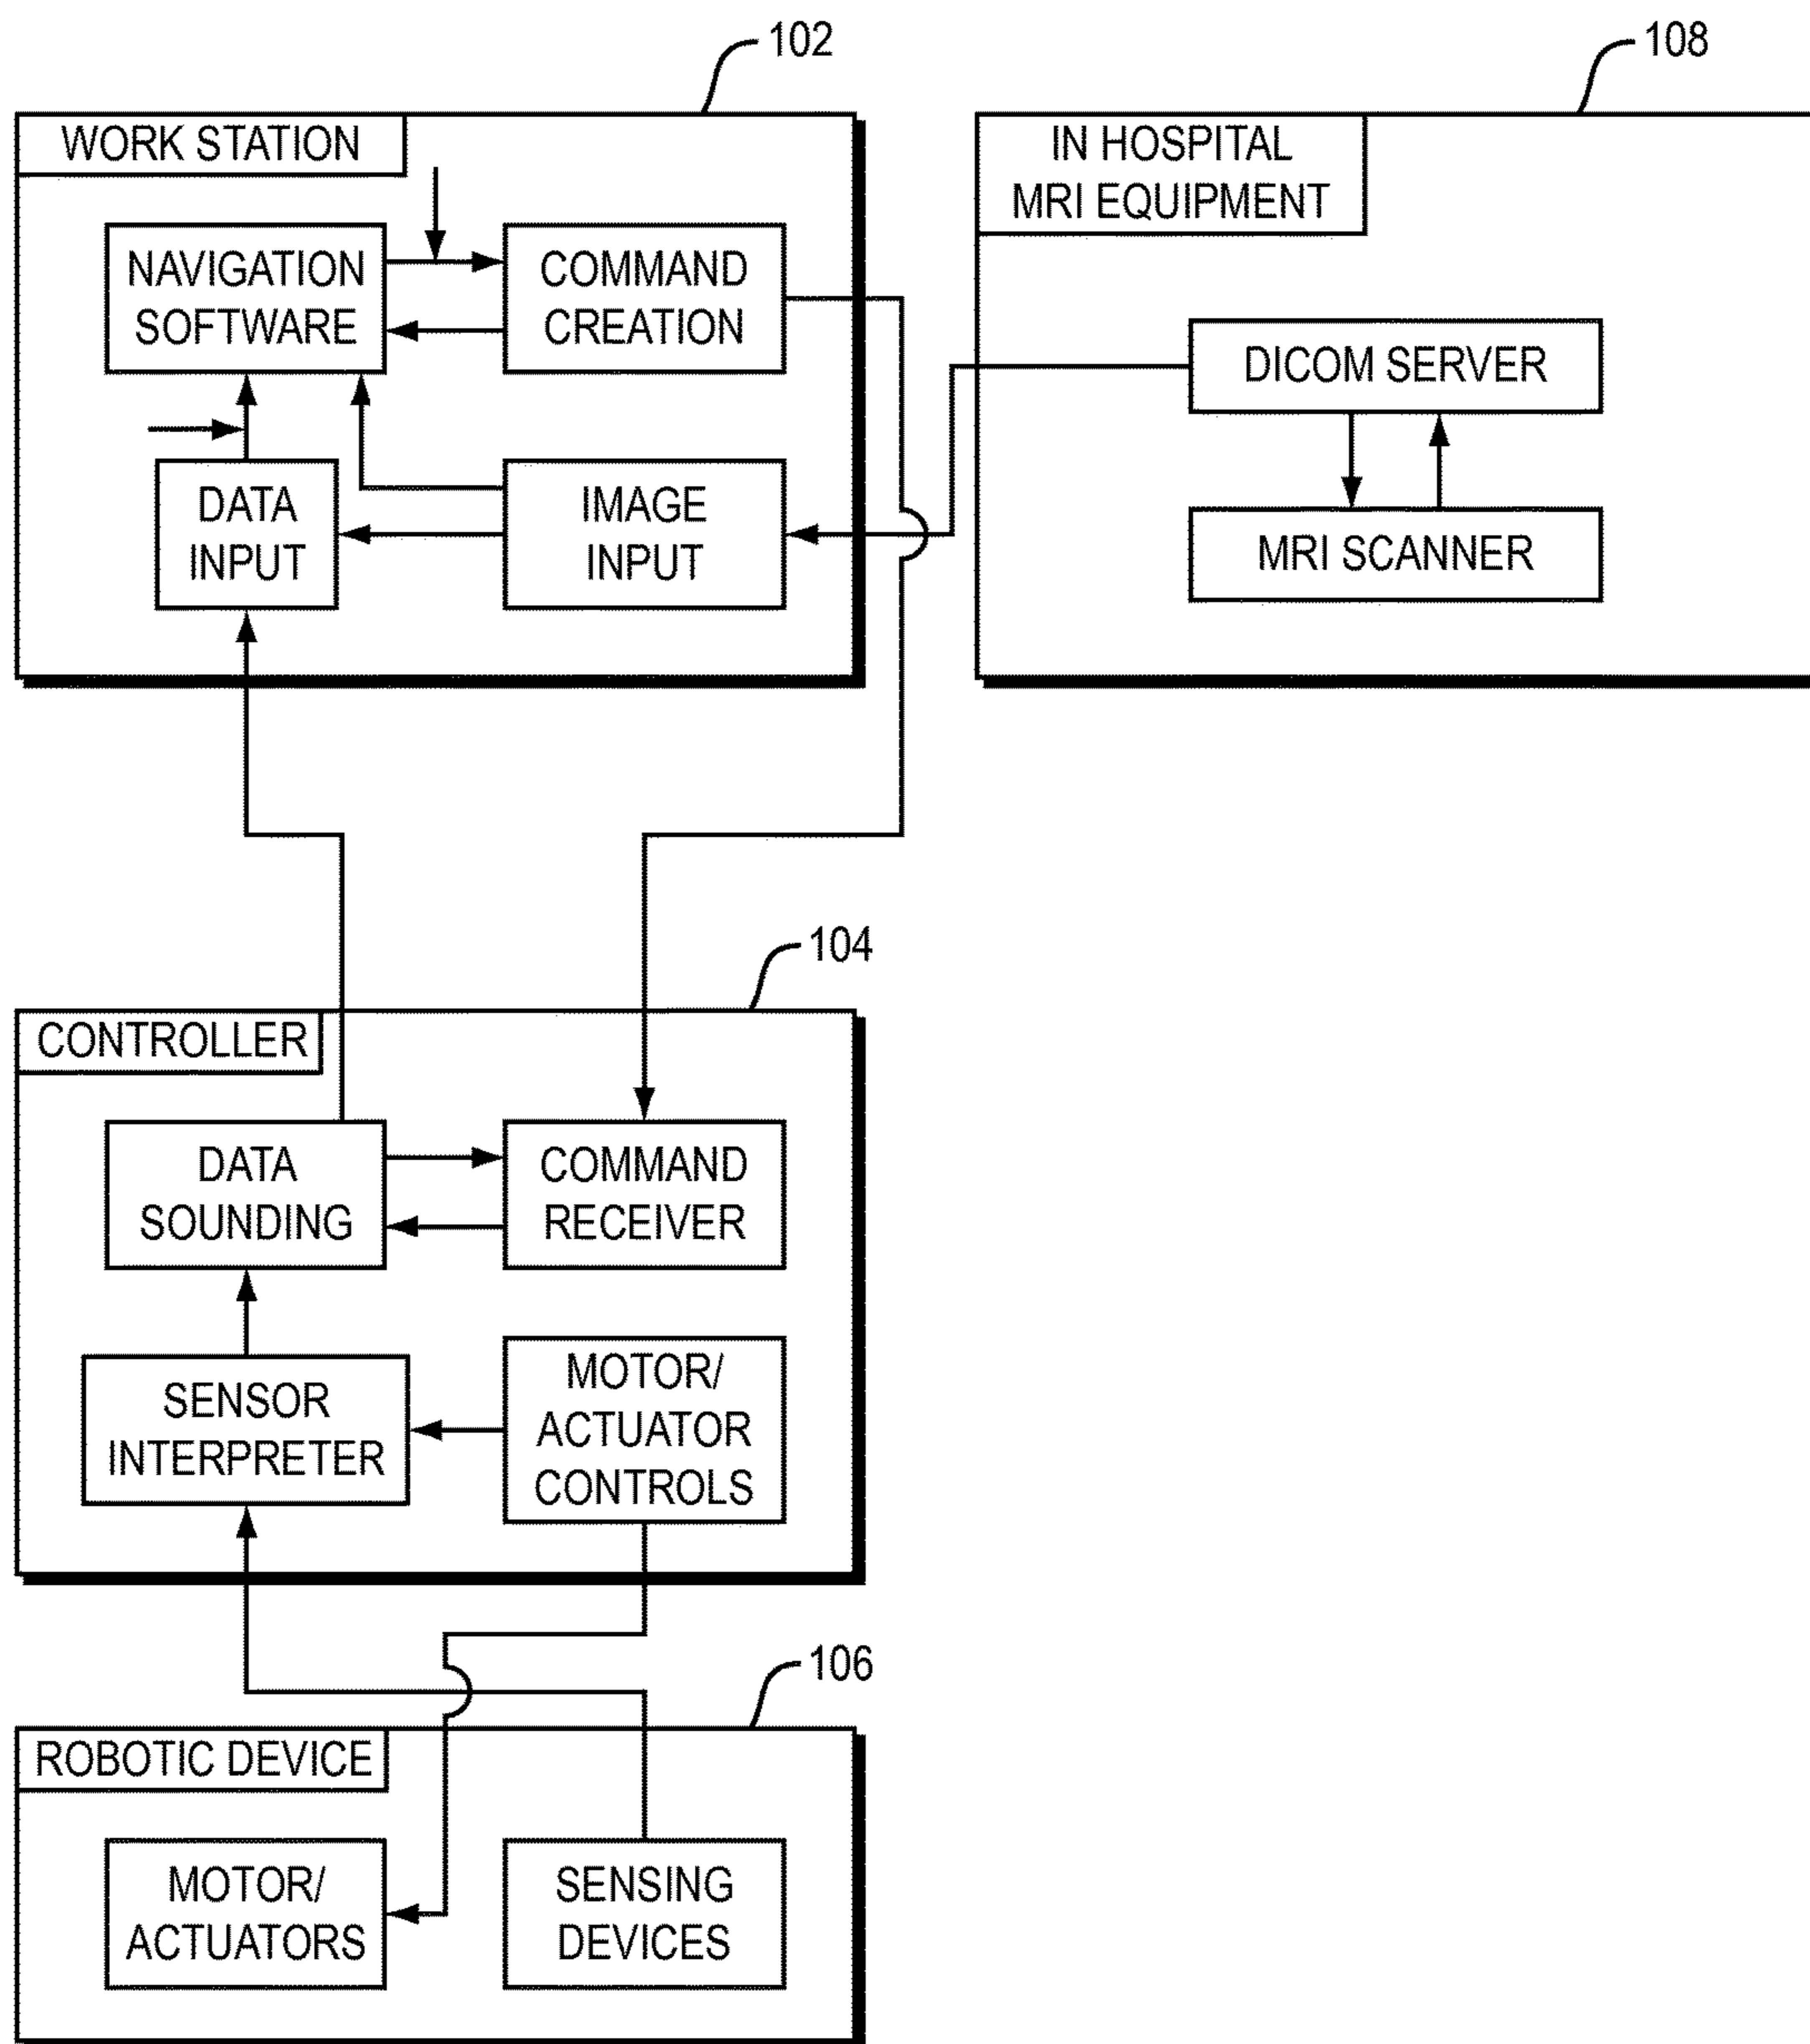 102
108
WORK STATION
IN HOSPITAL
MRI EQUIPMENT
NAVIGATION
SOFTWARE
COMMAND
CREATION
DICOM SERVER
DATA
INPUT
IMAGE
INPUT
MRI SCANNER
104
CONTROLLER
DATA
SOUNDING
COMMAND
RECEIVER
SENSOR
INTERPRETER
MOTOR/
ACTUATOR
CONTROLS
106
ROBOTIC DEVICE
MOTOR/
ACTUATORS
SENSING
DEVICES